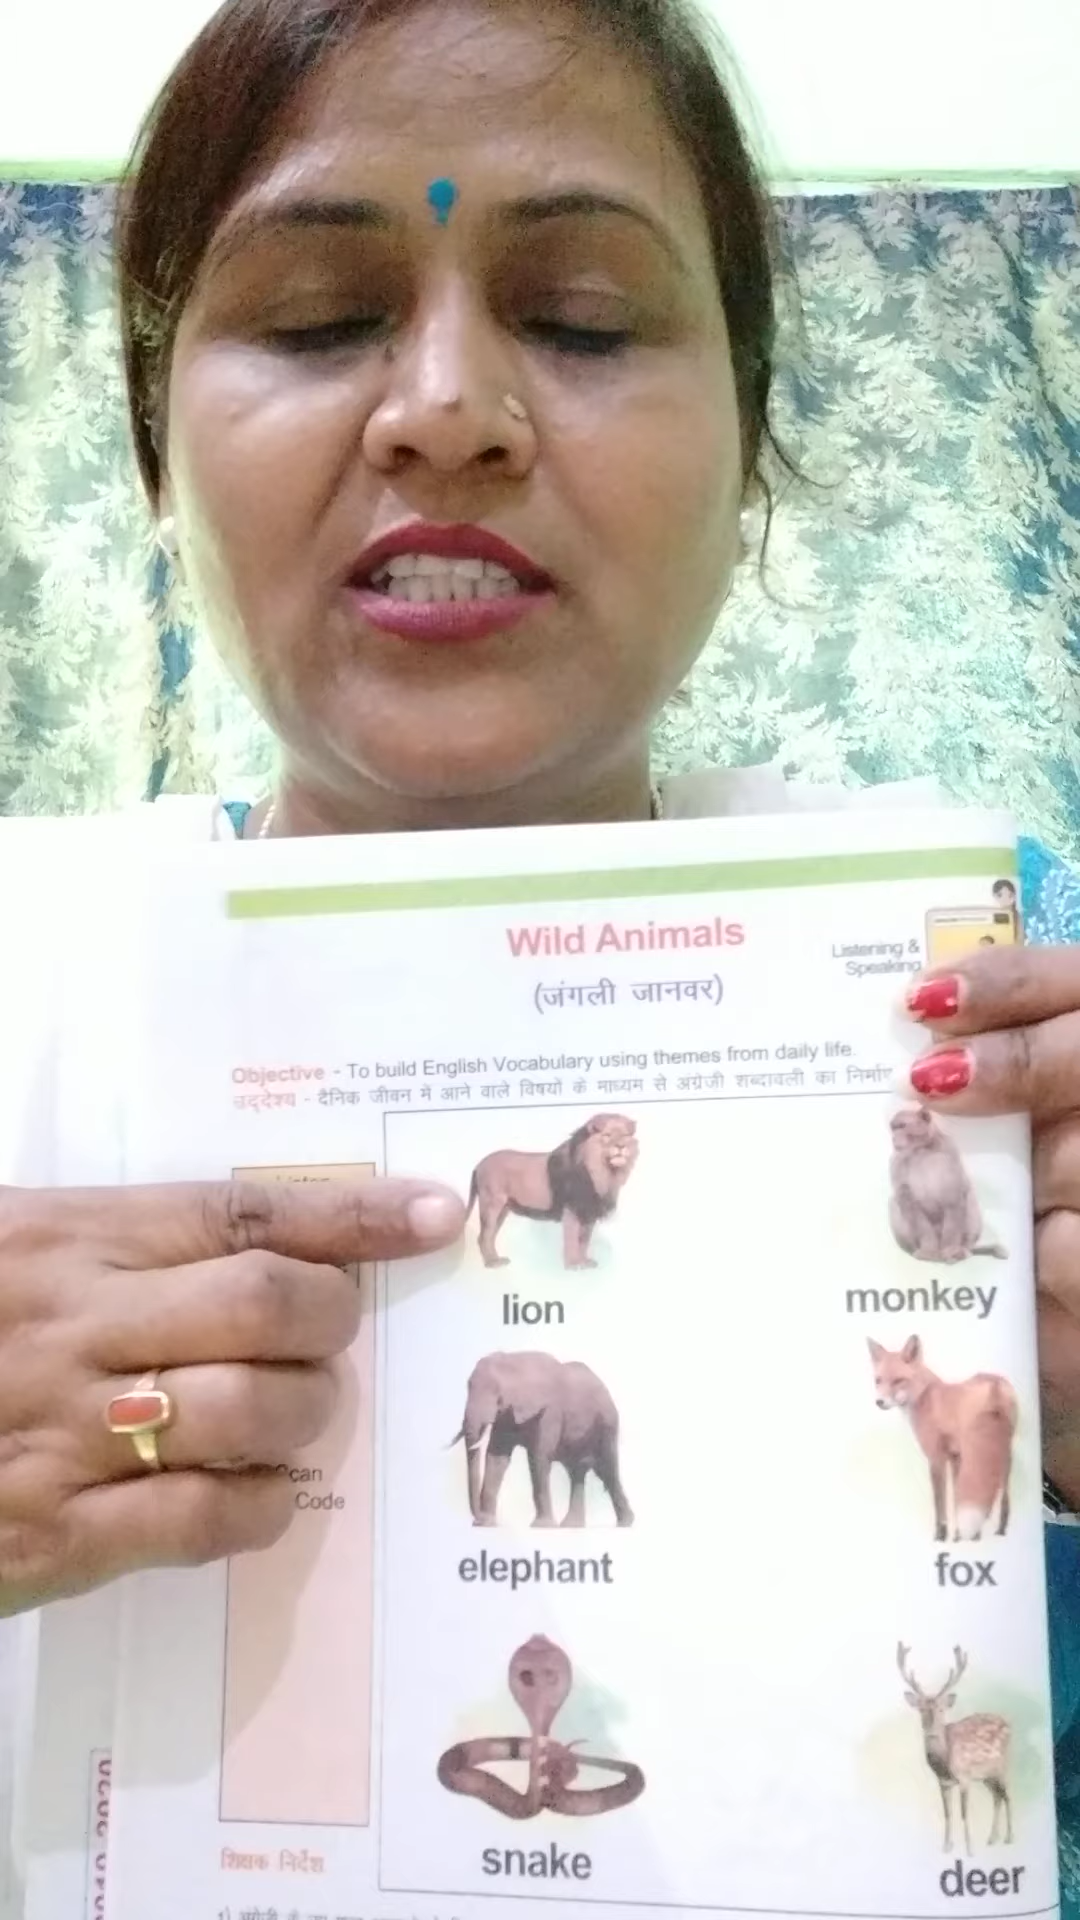 Wild Animals
Listening &
Speaking
(जंगली जानवर)
Objective - To build English Vocabulary using themes from daily life.
उद्देश्य - दैनिक जीवन में आने वाले विषयों के माध्यम से अंग्रेजी शब्दावली का निर्माण
lion
monkey
Code
elephant
fox
snake
deer
शिक्षक निर्देश